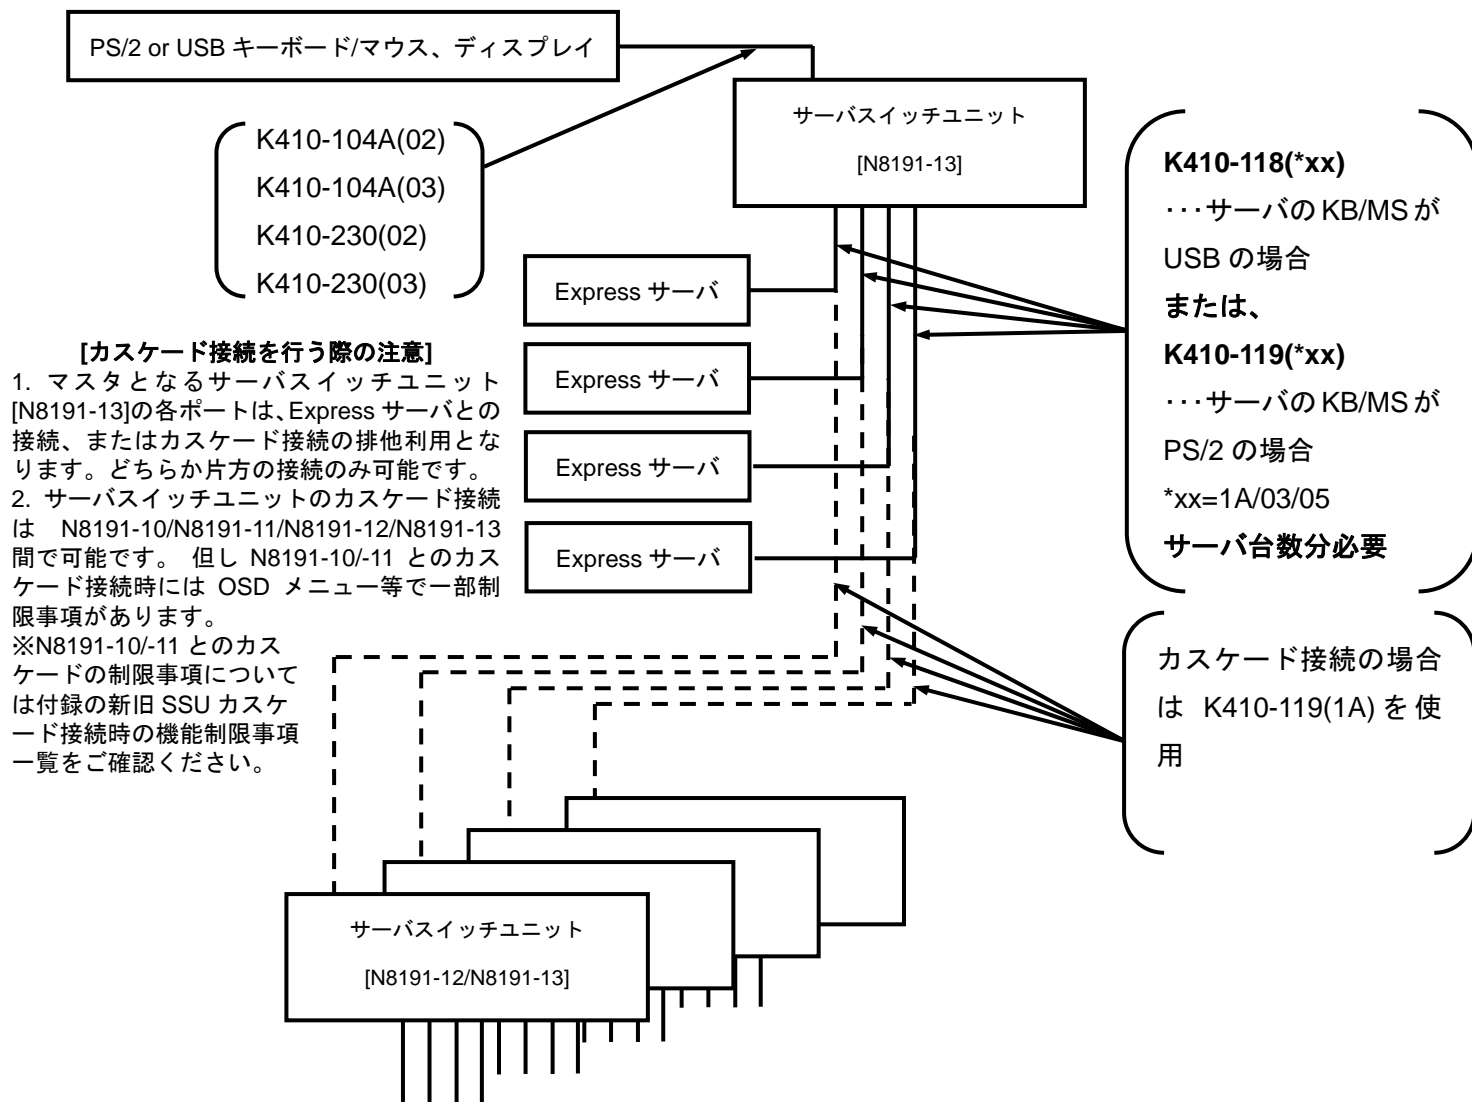 PS/2 or USB キーボード/マウス、ディスプレイ
サーバスイッチユニット
[N8191-13]
K410-104A(02)
K410-104A(03)
K410-230(02)
K410-230(03)
K410-118(*xx)
･･･サーバの KB/MS が
USB の場合
または、
K410-119(*xx)
･･･サーバの KB/MS が
PS/2 の場合
*xx=1A/03/05
サーバ台数分必要
Express サーバ
Express サーバ
Express サーバ
Express サーバ
[カスケード接続を行う際の注意]
1. マスタとなるサーバスイッチユニット
[N8191-13]の各ポートは、Express サーバとの
接続、またはカスケード接続の排他利用とな
ります。どちらか片方の接続のみ可能です。
2. サーバスイッチユニットのカスケード接続
は N8191-10/N8191-11/N8191-12/N8191-13
間で可能です。 但し N8191-10/-11 とのカス
ケード接続時には OSD メニュー等で一部制
限事項があります。
※N8191-10/-11 とのカス
ケードの制限事項について
は付録の新旧 SSU カスケ
ード接続時の機能制限事項
一覧をご確認ください。
カスケード接続の場合
は K410-119(1A) を使
用
サーバスイッチユニット
[N8191-12/N8191-13]